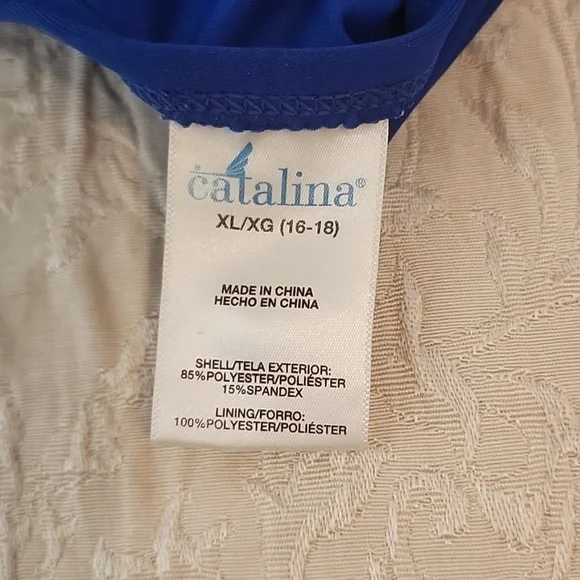 catalina®
XL/XG (16-18)
MADE IN CHINA
HECHO EN CHINA
SHELL/TELA EXTERIOR:
85%POLYESTER/POLIÉSTER
15%SPANDEX
LINING/FORRO:
100%POLYESTER/POLIÉSTER